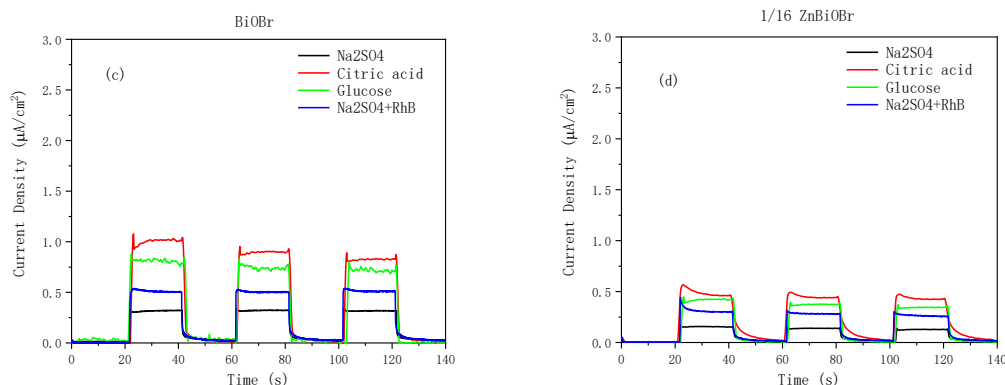 BiOBr
3.0
2.5
2.0
1.5
1.0
0.5
0.0
Current Density (μA/cm²)
(c)
Na2SO4
Citric acid
Glucose
Na2SO4+RhB
0 20 40 60 80 100 120 140
Time (s)
1/16 ZnBiOBr
3.0
2.5
2.0
1.5
1.0
0.5
0.0
Current Density (μA/cm²)
(d)
Na2SO4
Citric acid
Glucose
Na2SO4+RhB
0 20 40 60 80 100 120 140
Time (s)